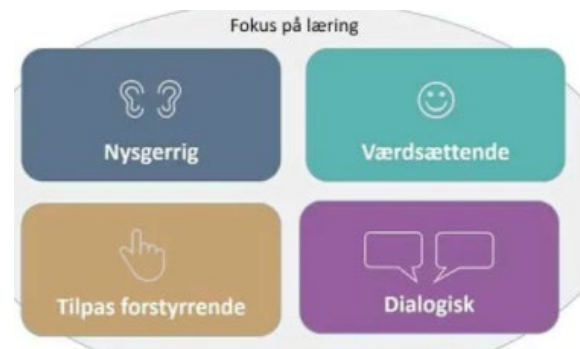 Fokus på læring
Nysgerrig
Værdsættende
Tilpas forstyrrende
Dialogisk